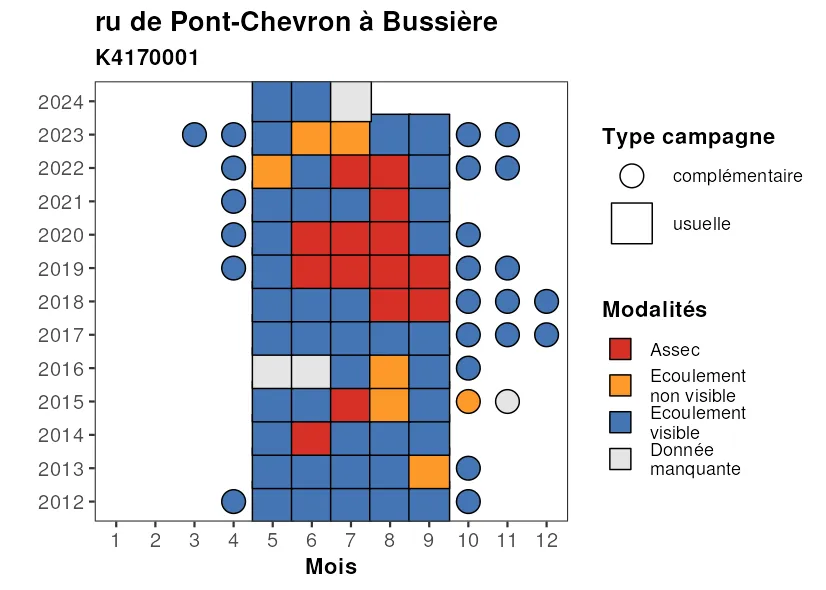 ru de Pont-Chevron à Bussière
K4170001
2024
2023
2022
2021
2020
2019
2018
2017
2016
2015
2014
2013
2012
1 2 3 4 5 6 7 8 9 10 11 12
Mois
Type campagne
complémentaire
usuelle
Modalités
Assec
Ecoulement
non visible
Ecoulement
visible
Donnée
manquante